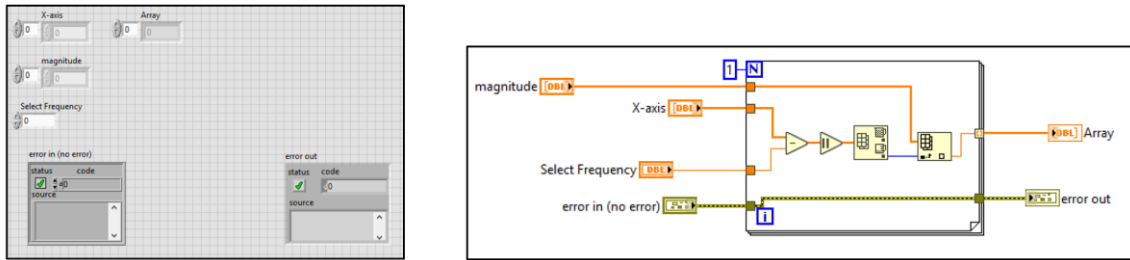 X-axis
Array
0
0
0
0
magnitude
0
0
Select Frequency
0
error in (no error)
status
code
0
source
error out
status
code
0
source
1
N
magnitude
[DBL]
X-axis
[DBL]
Select Frequency
DBL
error in (no error)
i
[DBL]
Array
error out